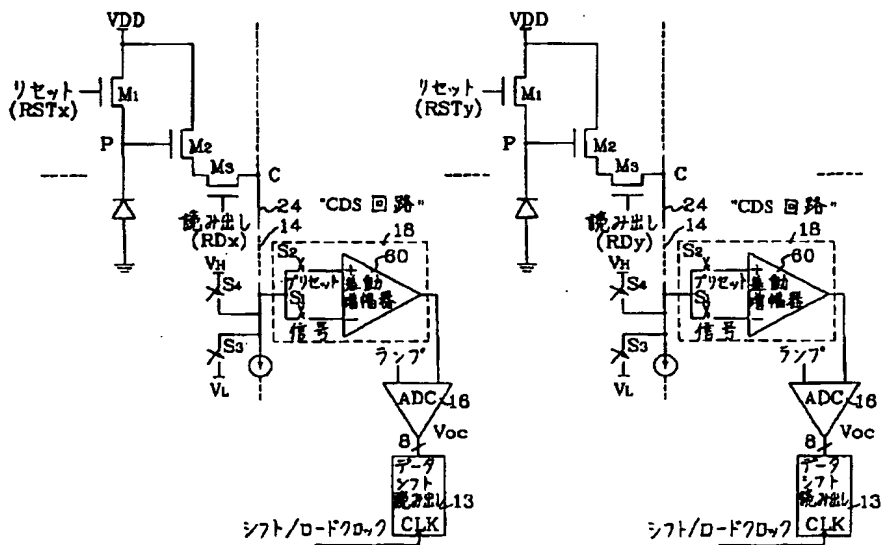 VDD
リセット
(RSTx)
M1
P
M2
M3
C
読み出し
(RDx)
24
14
"CDS 回路"
18
60
S2
プリセット
S1
信号
+
−
差動
増幅器
VH
S4
S3
VL
ランプ
ADC
16
8
Voc
データ
シフト
読み出し
13
CLK
シフト/ロードクロック
VDD
リセット
(RSTy)
M1
P
M2
M3
C
読み出し
(RDy)
24
14
"CDS 回路"
18
60
S2
プリセット
S1
信号
+
−
差動
増幅器
VH
S4
S3
VL
ランプ
ADC
16
8
Voc
データ
シフト
読み出し
13
CLK
シフト/ロードクロック